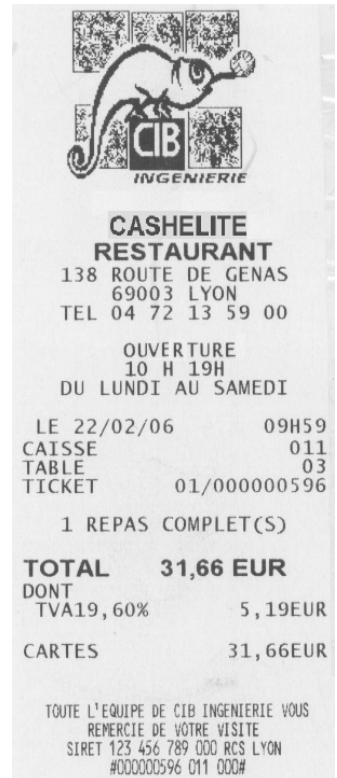 CIB
INGENIERIE
CASHELITE
RESTAURANT
138 ROUTE DE GENAS
69003 LYON
TEL 04 72 13 59 00
OUVERTURE
10 H 19H
DU LUNDI AU SAMEDI
LE 22/02/06 09H59
CAISSE 011
TABLE 03
TICKET 01/000000596
1 REPAS COMPLET(S)
TOTAL 31,66 EUR
DONT
TVA19,60% 5,19EUR
CARTES 31,66EUR
TOUTE L'EQUIPE DE CIB INGENIERIE VOUS
REMERCIE DE VOTRE VISITE
SIRET 123 456 789 000 RCS LYON
#000000596 011 000#